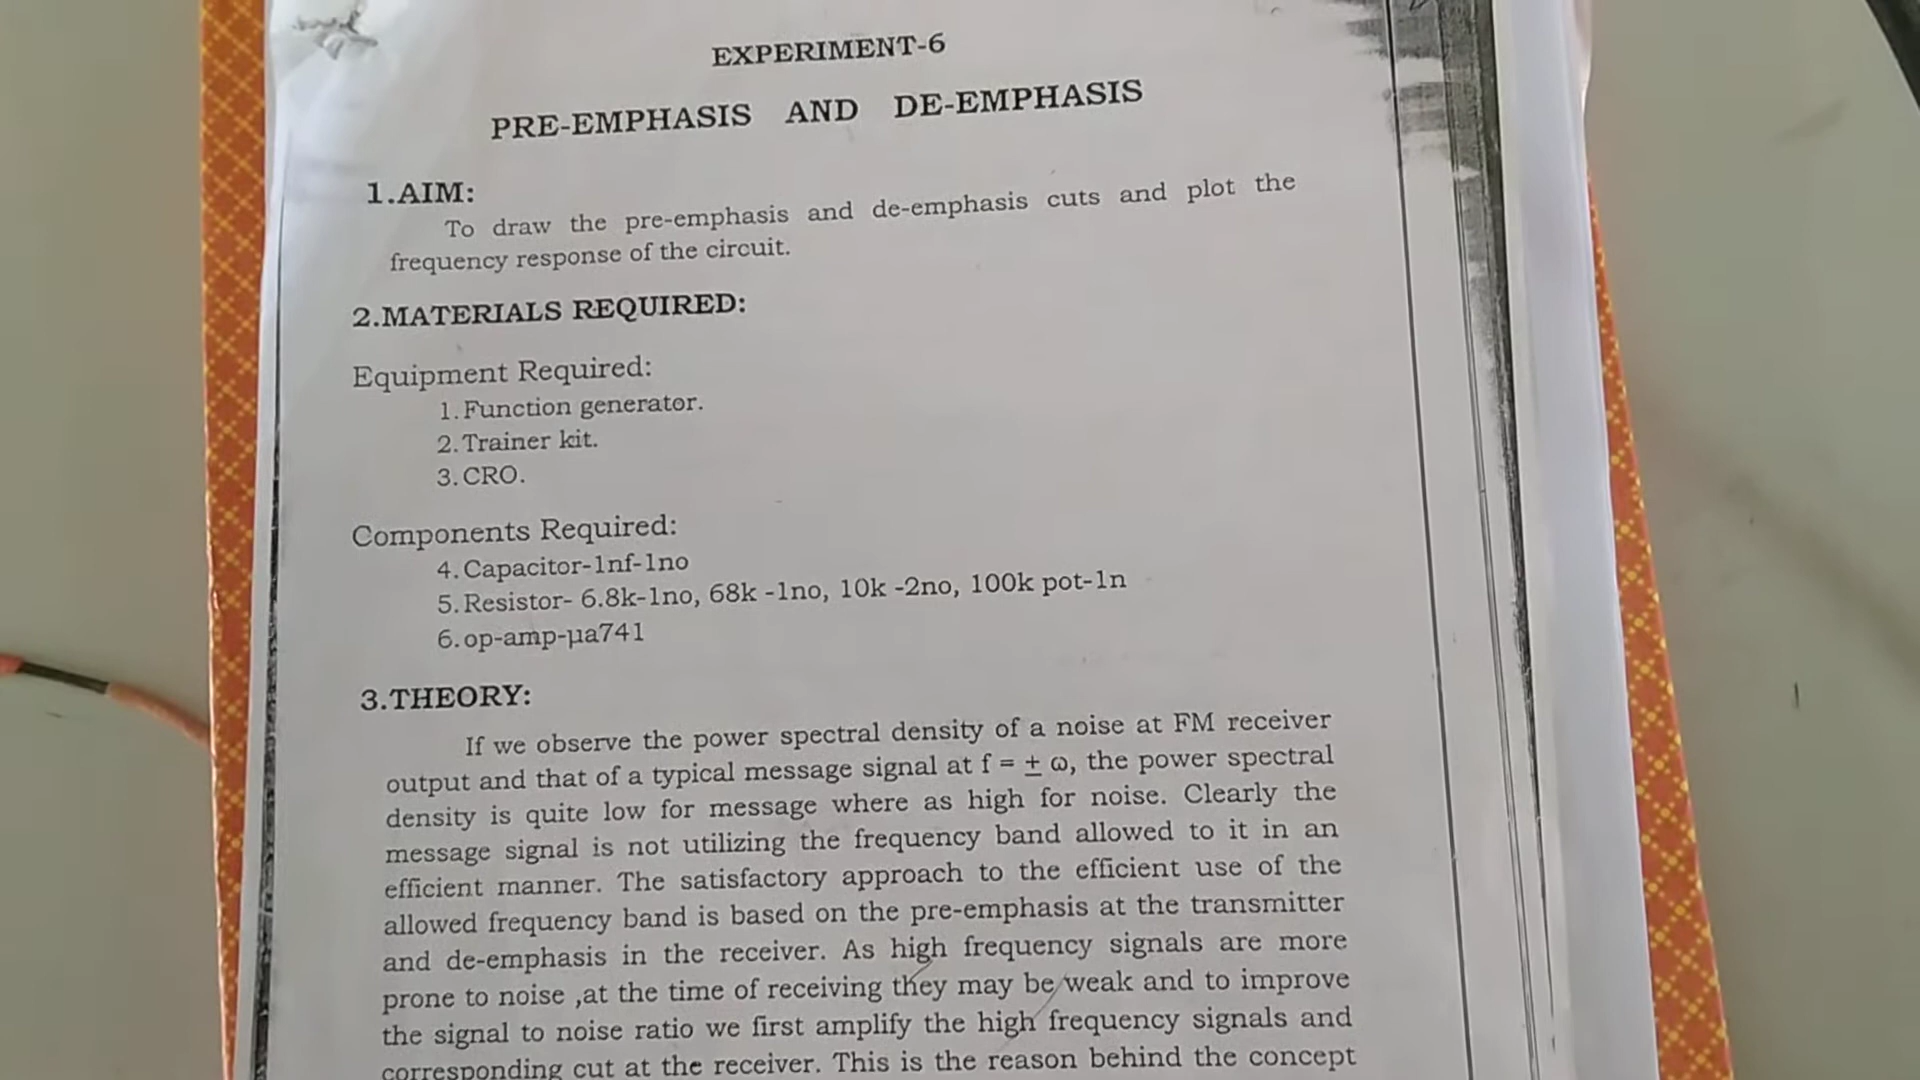 EXPERIMENT-6
PRE-EMPHASIS AND DE-EMPHASIS
1.AIM:
To draw the pre-emphasis and de-emphasis cuts and plot the
frequency response of the circuit.
2.MATERIALS REQUIRED:
Equipment Required:
1. Function generator.
2. Trainer kit.
3. CRO.
Components Required:
4. Capacitor-1nf-1no
5. Resistor- 6.8k-1no, 68k -1no, 10k -2no, 100k pot-1n
6. op-amp-µa741
3.THEORY:
If we observe the power spectral density of a noise at FM receiver
output and that of a typical message signal at f = ± ω, the power spectral
density is quite low for message where as high for noise. Clearly the
message signal is not utilizing the frequency band allowed to it in an
efficient manner. The satisfactory approach to the efficient use of the
allowed frequency band is based on the pre-emphasis at the transmitter
and de-emphasis in the receiver. As high frequency signals are more
prone to noise ,at the time of receiving they may be weak and to improve
the signal to noise ratio we first amplify the high frequency signals and
corresponding cut at the receiver. This is the reason behind the concept